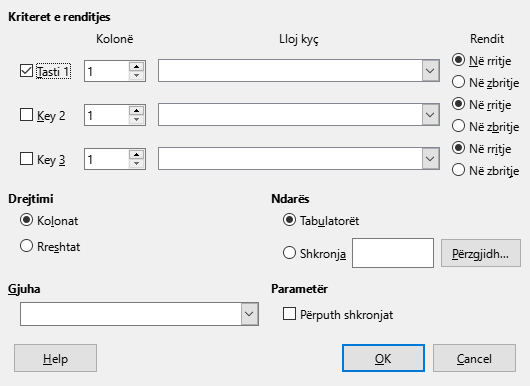 Kriteret e renditjes
Kolonë Lloj kyç Rendit
Tasti 1 1 Në rritje
Në zbritje
Key 2 1 Në rritje
Në zbritje
Key 3 1 Në rritje
Në zbritje
Drejtimi Ndarës
Kolonat Tabulatorët
Rreshtat Shkronja Përzgjidh...
Gjuha Parametër
Përputh shkronjat
Help OK Cancel